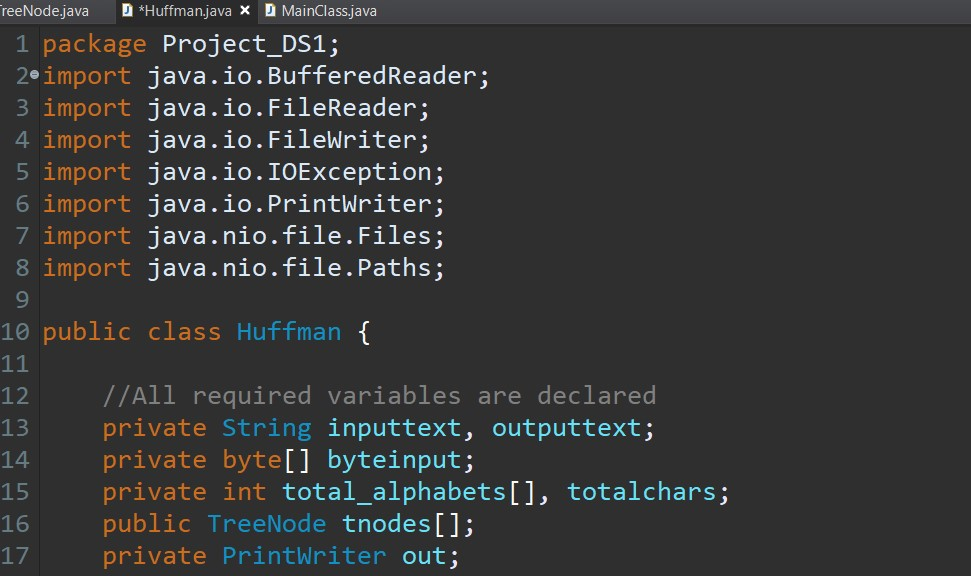 TreeNode.java *Huffman.java MainClass.java
1 package Project_DS1;
2 import java.io.BufferedReader;
3 import java.io.FileReader;
4 import java.io.FileWriter;
5 import java.io.IOException;
6 import java.io.PrintWriter;
7 import java.nio.file.Files;
8 import java.nio.file.Paths;
9
10 public class Huffman {
11
12 //All required variables are declared
13 private String inputtext, outputtext;
14 private byte[] byteinput;
15 private int total_alphabets[], totalchars;
16 public TreeNode tnodes[];
17 private PrintWriter out;